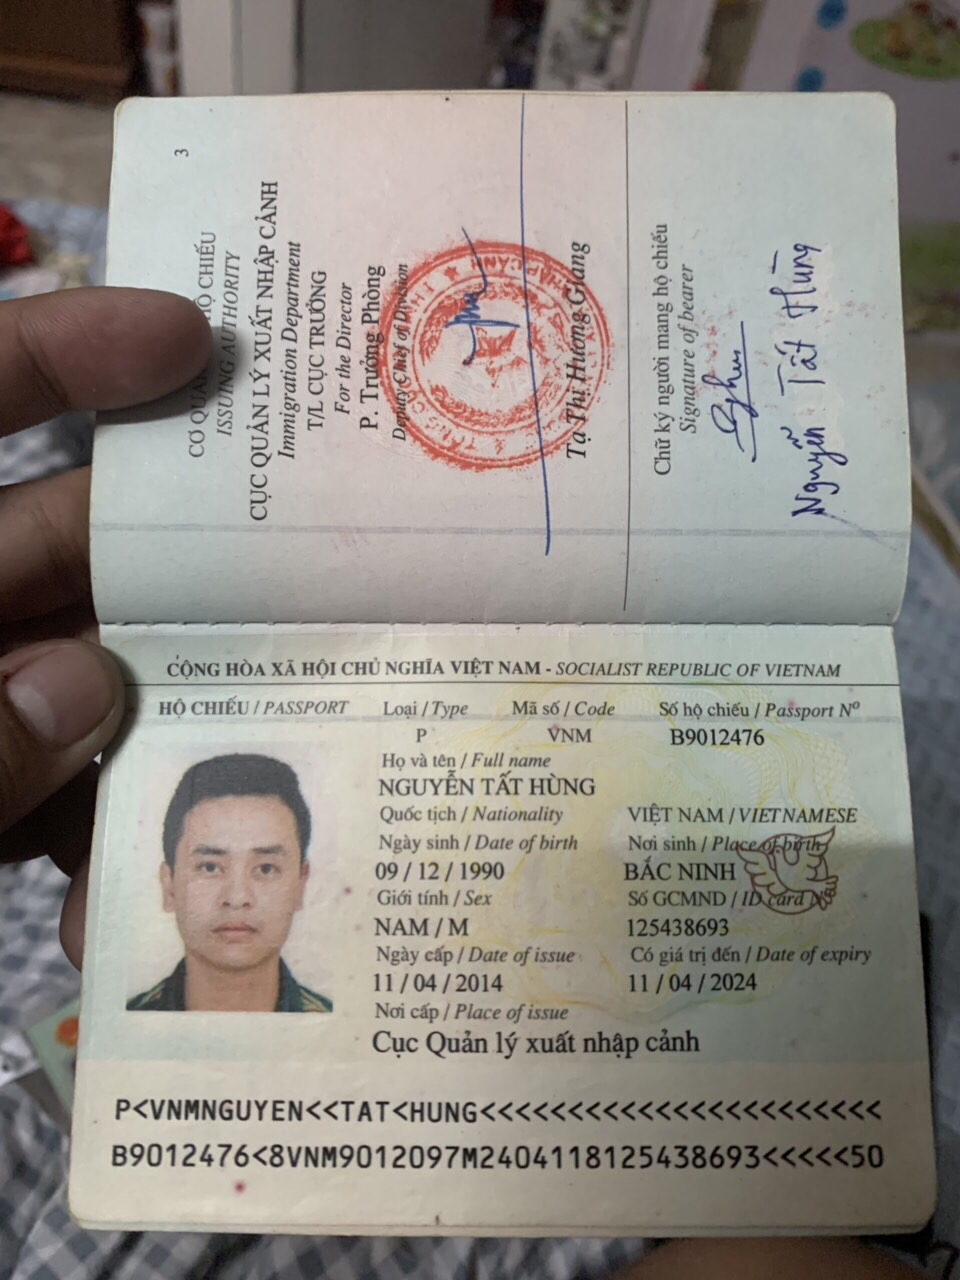 3
CƠ QUAN HỘ CHIẾU
ISSUING AUTHORITY
CỤC QUẢN LÝ XUẤT NHẬP CẢNH
Immigration Department
T/L CỤC TRƯỞNG
For the Director
P. Trưởng Phòng
Deputy Chief of Division
Tạ Thị Hương Giang
Chữ ký người mang hộ chiếu
Signature of bearer
Nguyễn Tất Hùng
CỘNG HÒA XÃ HỘI CHỦ NGHĨA VIỆT NAM - SOCIALIST REPUBLIC OF VIETNAM
HỘ CHIẾU / PASSPORT Loại / Type Mã số / Code Số hộ chiếu / Passport Nº
P VNM B9012476
Họ và tên / Full name
NGUYỄN TẤT HÙNG
Quốc tịch / Nationality VIỆT NAM / VIETNAMESE
Ngày sinh / Date of birth Nơi sinh / Place of birth
09 / 12 / 1990 BẮC NINH
Giới tính / Sex Số GCMND / ID card Nº
NAM / M 125438693
Ngày cấp / Date of issue Có giá trị đến / Date of expiry
11 / 04 / 2014 11 / 04 / 2024
Nơi cấp / Place of issue
Cục Quản lý xuất nhập cảnh
P<VNMNGUYEN<<TAT<HUNG<<<<<<<<<<<<<<<<<<<<<<<
B9012476<8VNM9012097M2404118125438693<<<<<50